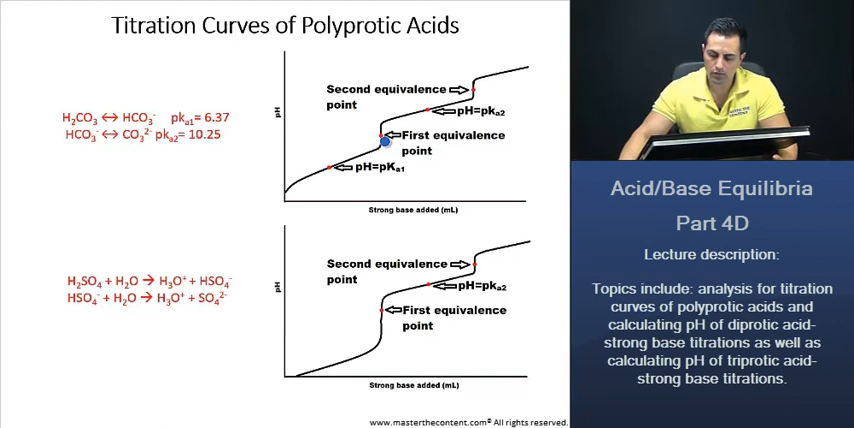 Titration Curves of Polyprotic Acids
H₂CO₃ ↔ HCO₃⁻ pkₐ₁= 6.37
HCO₃⁻ ↔ CO₃²⁻ pkₐ₂= 10.25
pH
Second equivalence
point
pH=pkₐ₂
First equivalence
point
pH=pKₐ₁
Strong base added (mL)
H₂SO₄ + H₂O → H₃O⁺ + HSO₄⁻
HSO₄⁻ + H₂O → H₃O⁺ + SO₄²⁻
pH
Second equivalence
point
pH=pkₐ₂
First equivalence
point
Strong base added (mL)
www.masterthecontent.com© All rights reserved.
Acid/Base Equilibria
Part 4D
Lecture description:
Topics include: analysis for titration
curves of polyprotic acids and
calculating pH of diprotic acid-
strong base titrations as well as
calculating pH of triprotic acid-
strong base titrations.